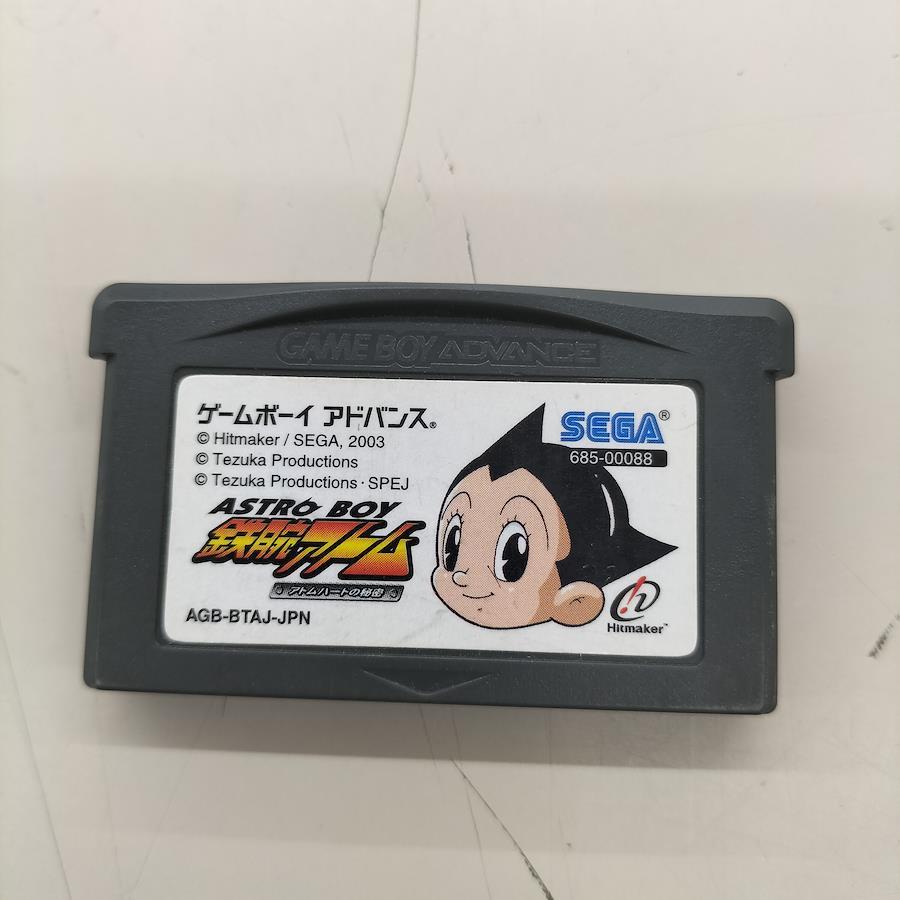 GAME BOY ADVANCE
ゲームボーイ アドバンス®
© Hitmaker / SEGA, 2003
© Tezuka Productions
© Tezuka Productions・SPEJ
SEGA®
685-00088
ASTRO BOY
鉄腕アトム
アトムハートの秘密
AGB-BTAJ-JPN
Hitmaker™